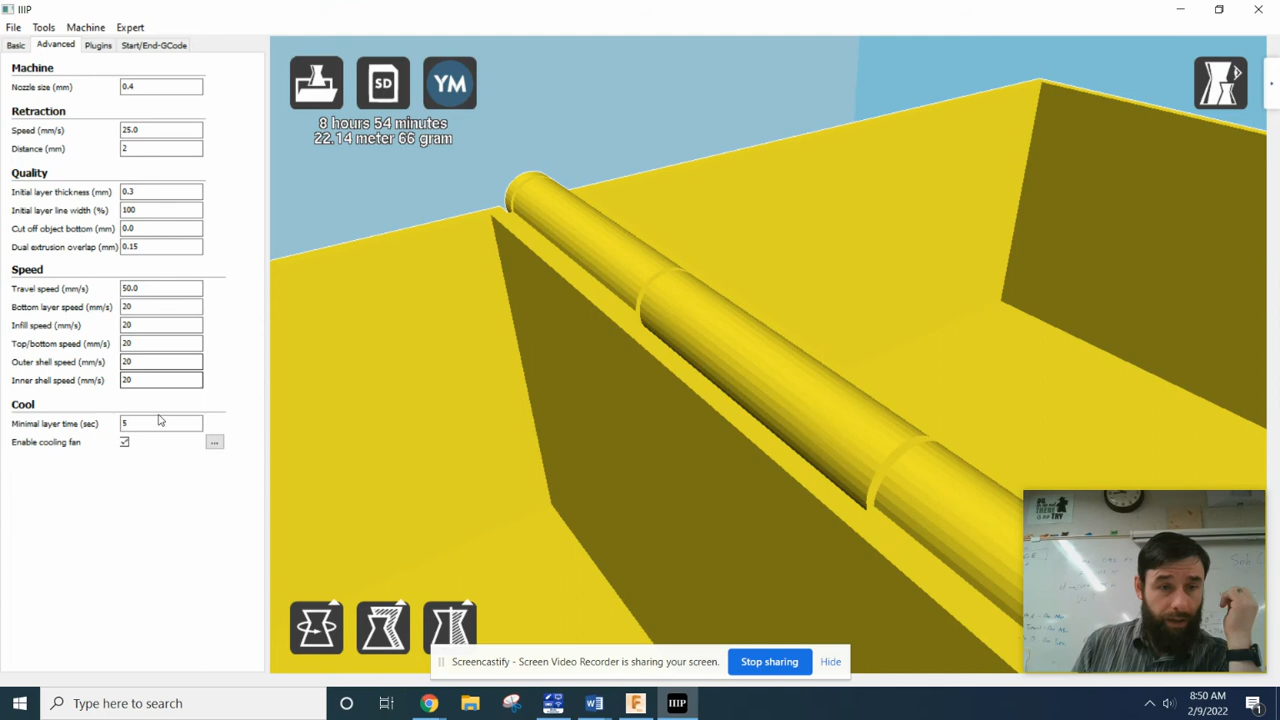 IIIP
File Tools Machine Expert
Basic Advanced Plugins Start/End-GCode
Machine
Nozzle size (mm) 0.4
Retraction
Speed (mm/s) 25.0
Distance (mm) 2
Quality
Initial layer thickness (mm) 0.3
Initial layer line width (%) 100
Cut off object bottom (mm) 0.0
Dual extrusion overlap (mm) 0.15
Speed
Travel speed (mm/s) 50.0
Bottom layer speed (mm/s) 20
Infill speed (mm/s) 20
Top/bottom speed (mm/s) 20
Outer shell speed (mm/s) 20
Inner shell speed (mm/s) 20
Cool
Minimal layer time (sec) 5
Enable cooling fan ...
SD YM
8 hours 54 minutes
22.14 meter 66 gram
THERE
TRY
Screencastify - Screen Video Recorder is sharing your screen. Stop sharing Hide
Type here to search
IIIP
8:50 AM
2/9/2022
1